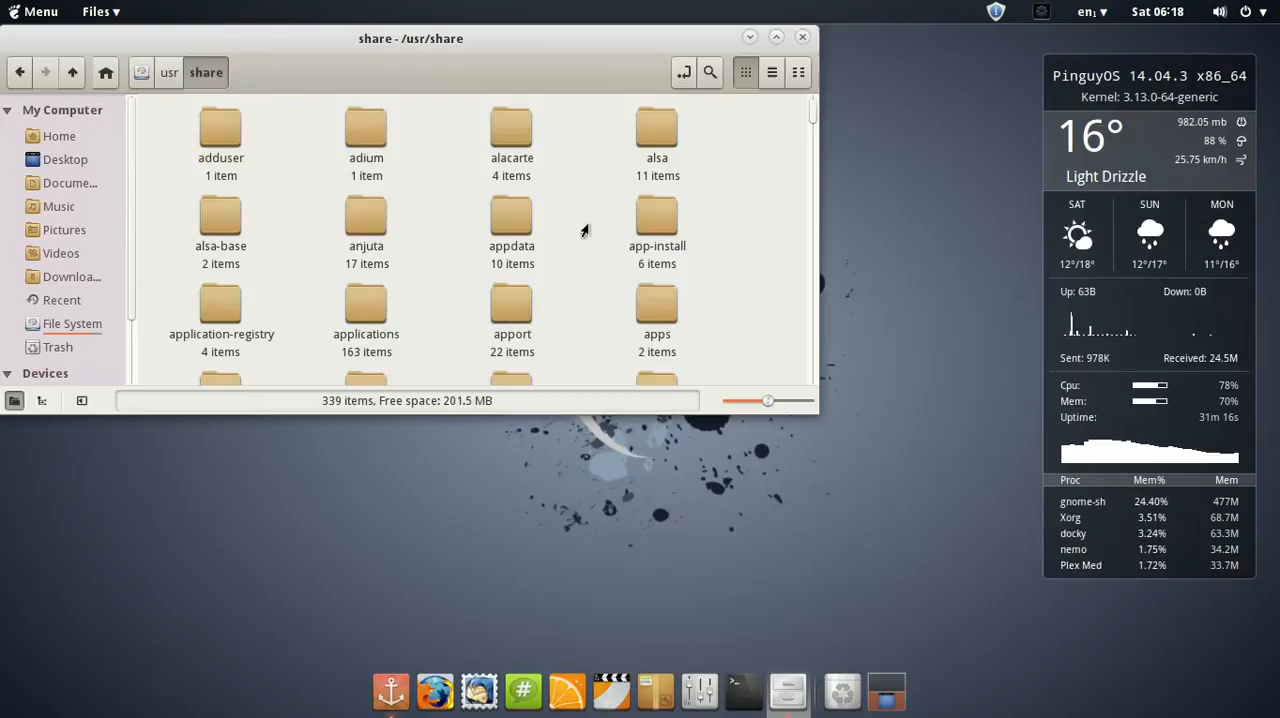 Menu Files ▾ en₁ ▾ Sat 06:18
share - /usr/share
usr share
My Computer
Home
Desktop
Docume...
Music
Pictures
Videos
Downloa...
Recent
File System
Trash
Devices
adduser adium alacarte alsa
1 item 1 item 4 items 11 items
alsa-base anjuta appdata app-install
2 items 17 items 10 items 6 items
application-registry applications apport apps
4 items 163 items 22 items 2 items
339 items, Free space: 201.5 MB
PinguyOS 14.04.3 x86_64
Kernel: 3.13.0-64-generic
16° 982.05 mb
88 %
25.75 km/h
Light Drizzle
SAT SUN MON
12°/18° 12°/17° 11°/16°
Up: 63B Down: 0B
Sent: 978K Received: 24.5M
Cpu: 78%
Mem: 70%
Uptime: 31m 16s
Proc Mem% Mem
gnome-sh 24.40% 477M
Xorg 3.51% 68.7M
docky 3.24% 63.3M
nemo 1.75% 34.2M
Plex Med 1.72% 33.7M